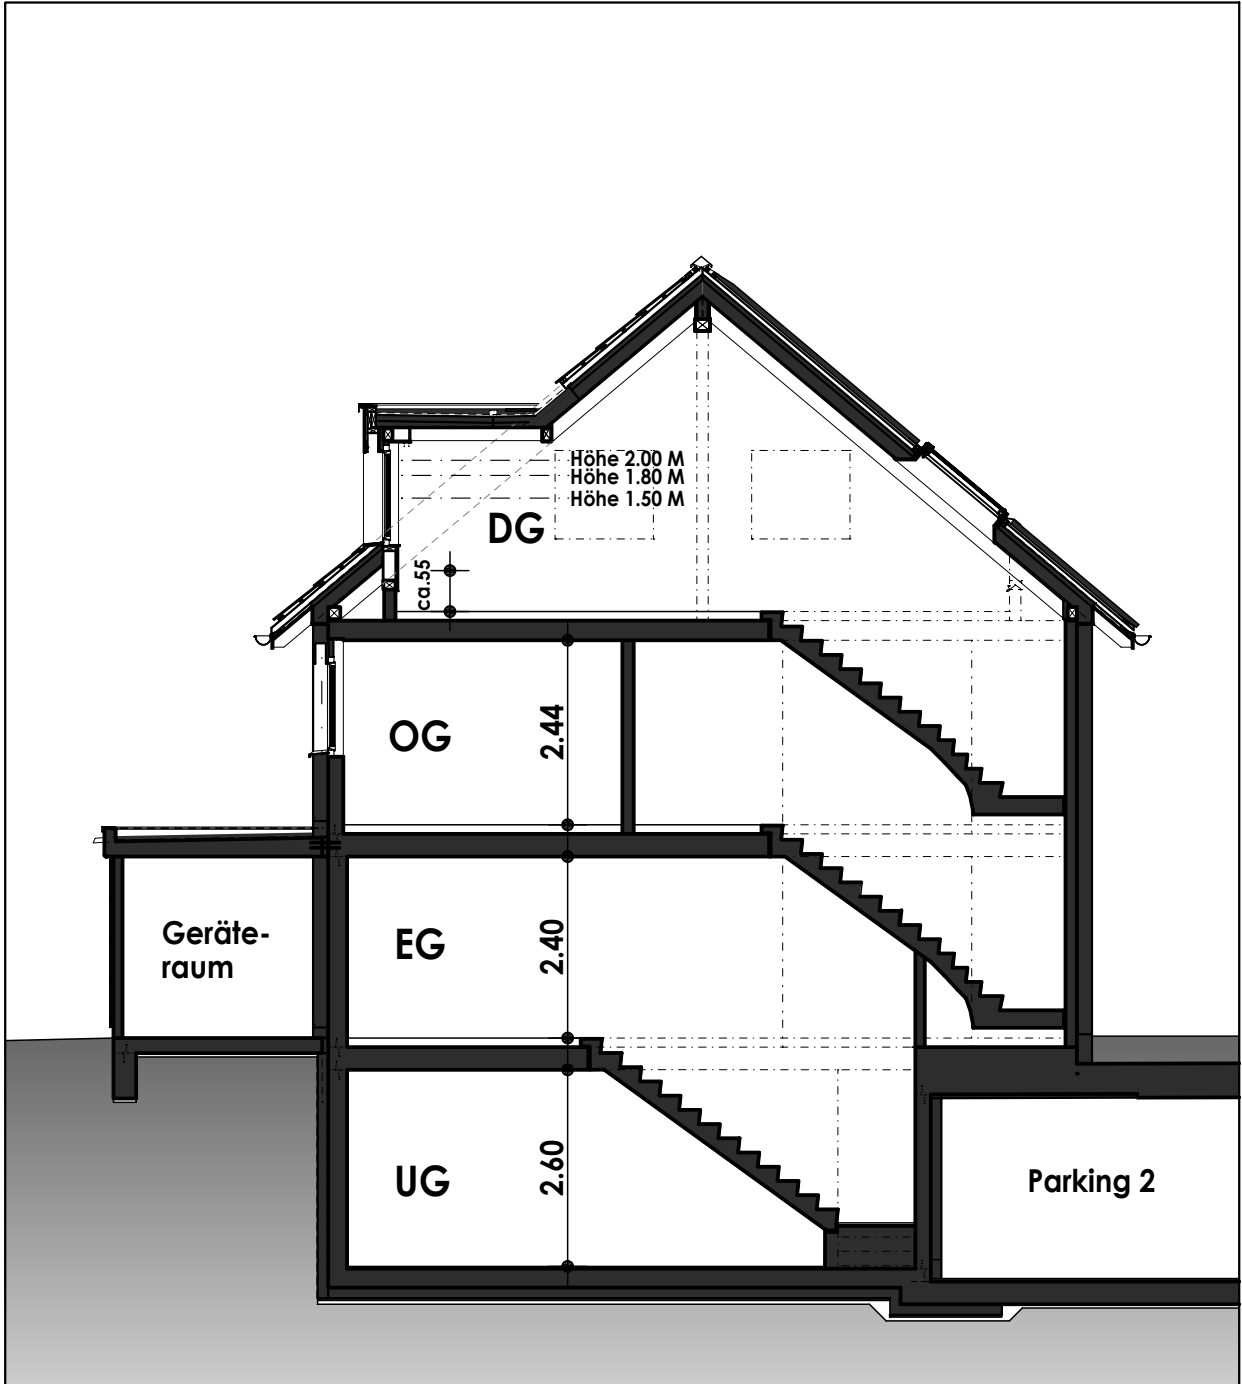 Höhe 2.00 M
Höhe 1.80 M
Höhe 1.50 M
DG
ca.55
OG
2.44
Geräte-
raum
EG
2.40
UG
2.60
Parking 2